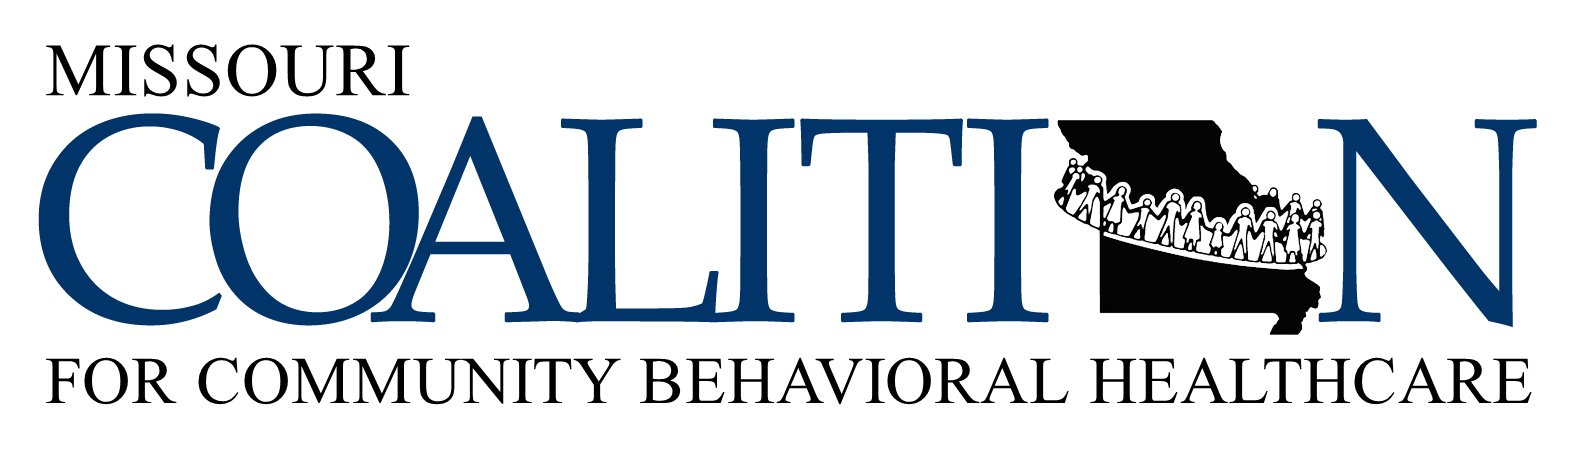 MISSOURI
COALITION
FOR COMMUNITY BEHAVIORAL HEALTHCARE